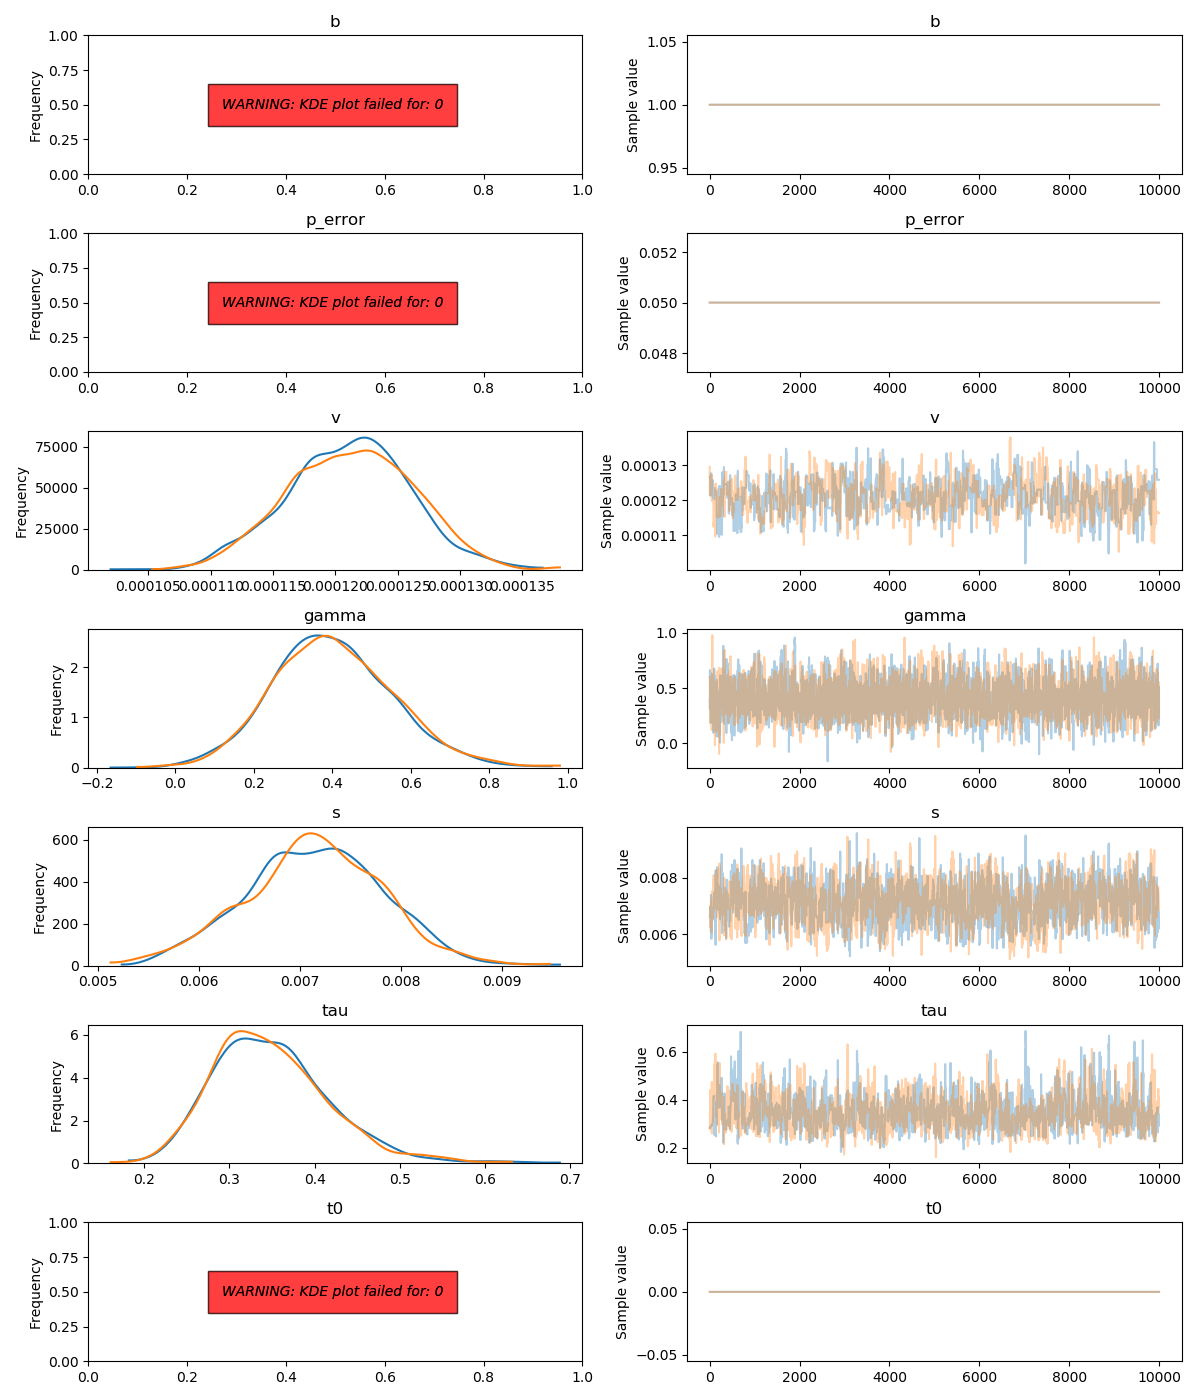 b
b
1.00
0.75
0.50
0.25
0.00
Frequency
WARNING: KDE plot failed for: 0
0.0 0.2 0.4 0.6 0.8 1.0
1.05
1.00
0.95
Sample value
0 2000 4000 6000 8000 10000
p_error
p_error
1.00
0.75
0.50
0.25
0.00
Frequency
WARNING: KDE plot failed for: 0
0.0 0.2 0.4 0.6 0.8 1.0
0.052
0.050
0.048
Sample value
0 2000 4000 6000 8000 10000
v
v
75000
50000
25000
0
Frequency
0.000105 0.000110 0.000115 0.000120 0.000125 0.000130 0.000135
0.00013
0.00012
0.00011
Sample value
0 2000 4000 6000 8000 10000
gamma
gamma
2
1
0
Frequency
−0.2 0.0 0.2 0.4 0.6 0.8 1.0
1.0
0.5
0.0
Sample value
0 2000 4000 6000 8000 10000
s
s
600
400
200
0
Frequency
0.005 0.006 0.007 0.008 0.009
0.008
0.006
Sample value
0 2000 4000 6000 8000 10000
tau
tau
6
4
2
0
Frequency
0.2 0.3 0.4 0.5 0.6 0.7
0.6
0.4
0.2
Sample value
0 2000 4000 6000 8000 10000
t0
t0
1.00
0.75
0.50
0.25
0.00
Frequency
WARNING: KDE plot failed for: 0
0.0 0.2 0.4 0.6 0.8 1.0
0.05
0.00
−0.05
Sample value
0 2000 4000 6000 8000 10000